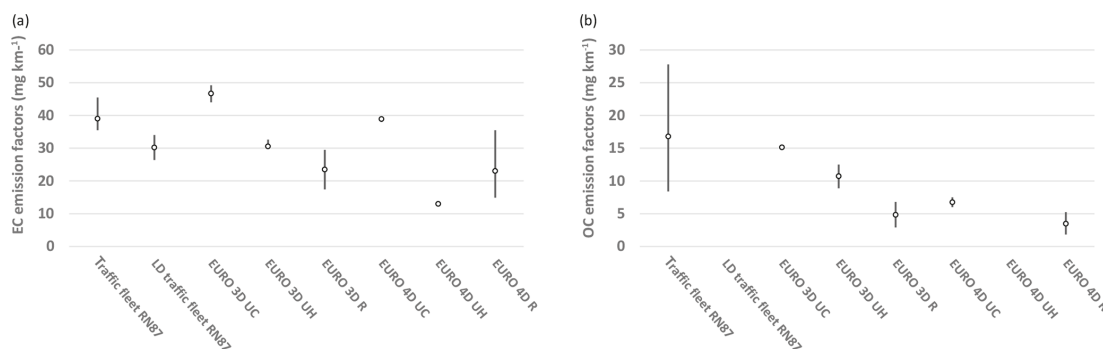 (a)
EC emission factors (mg km-¹)
60
50
40
30
20
10
0
Traffic fleet RN87
LD traffic fleet RN87
EURO 3D UC
EURO 3D UH
EURO 3D R
EURO 4D UC
EURO 4D UH
EURO 4D R
(b)
OC emission factors (mg km⁻¹)
30
25
20
15
10
5
0
Traffic fleet RN87
LD traffic fleet RN87
EURO 3D UC
EURO 3D UH
EURO 3D R
EURO 4D UC
EURO 4D UH
EURO 4D R